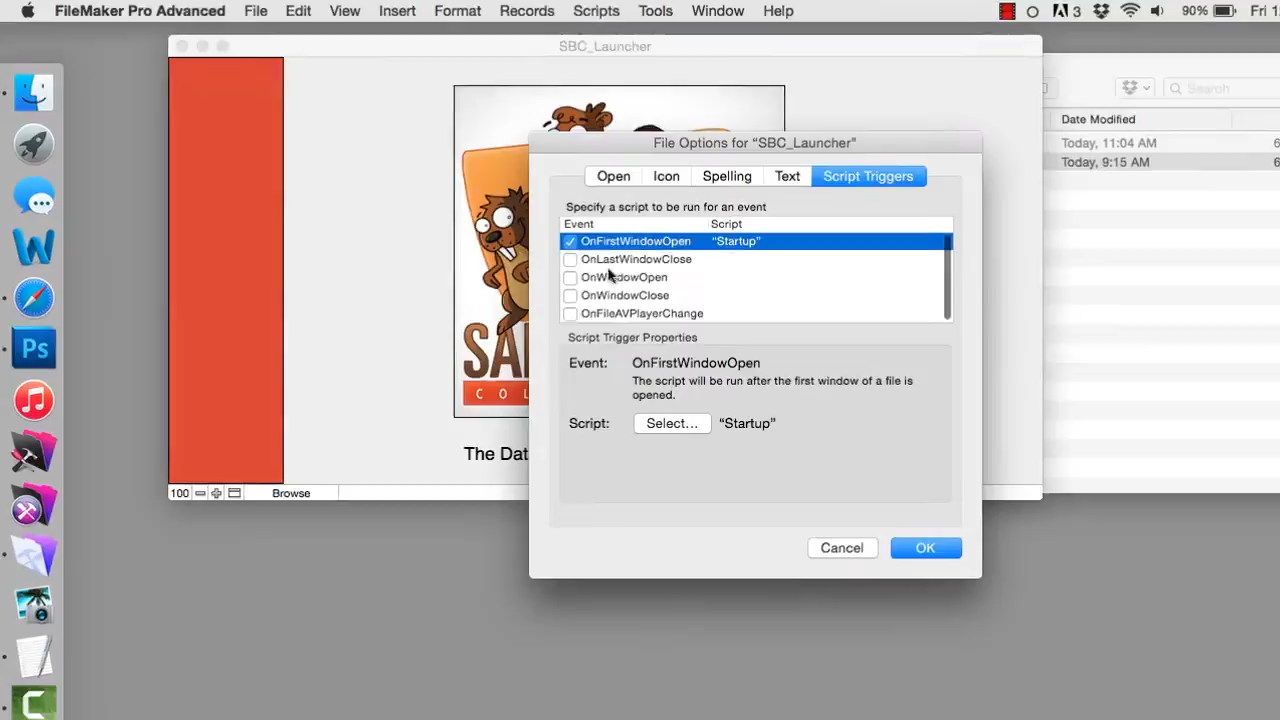 FileMaker Pro Advanced File Edit View Insert Format Records Scripts Tools Window Help 3 90% Fri 1
SBC_Launcher
Search
File Options for “SBC_Launcher”
Date Modified
Today, 11:04 AM 6
Today, 9:15 AM 6
Open Icon Spelling Text Script Triggers
Specify a script to be run for an event
Event Script
OnFirstWindowOpen “Startup”
OnLastWindowClose
OnWindowOpen
OnWindowClose
OnFileAVPlayerChange
Script Trigger Properties
Event: OnFirstWindowOpen
The script will be run after the first window of a file is
opened.
Script: Select... “Startup”
SA
C O L
The Dat
100 Browse
Cancel OK
W
Ps
C